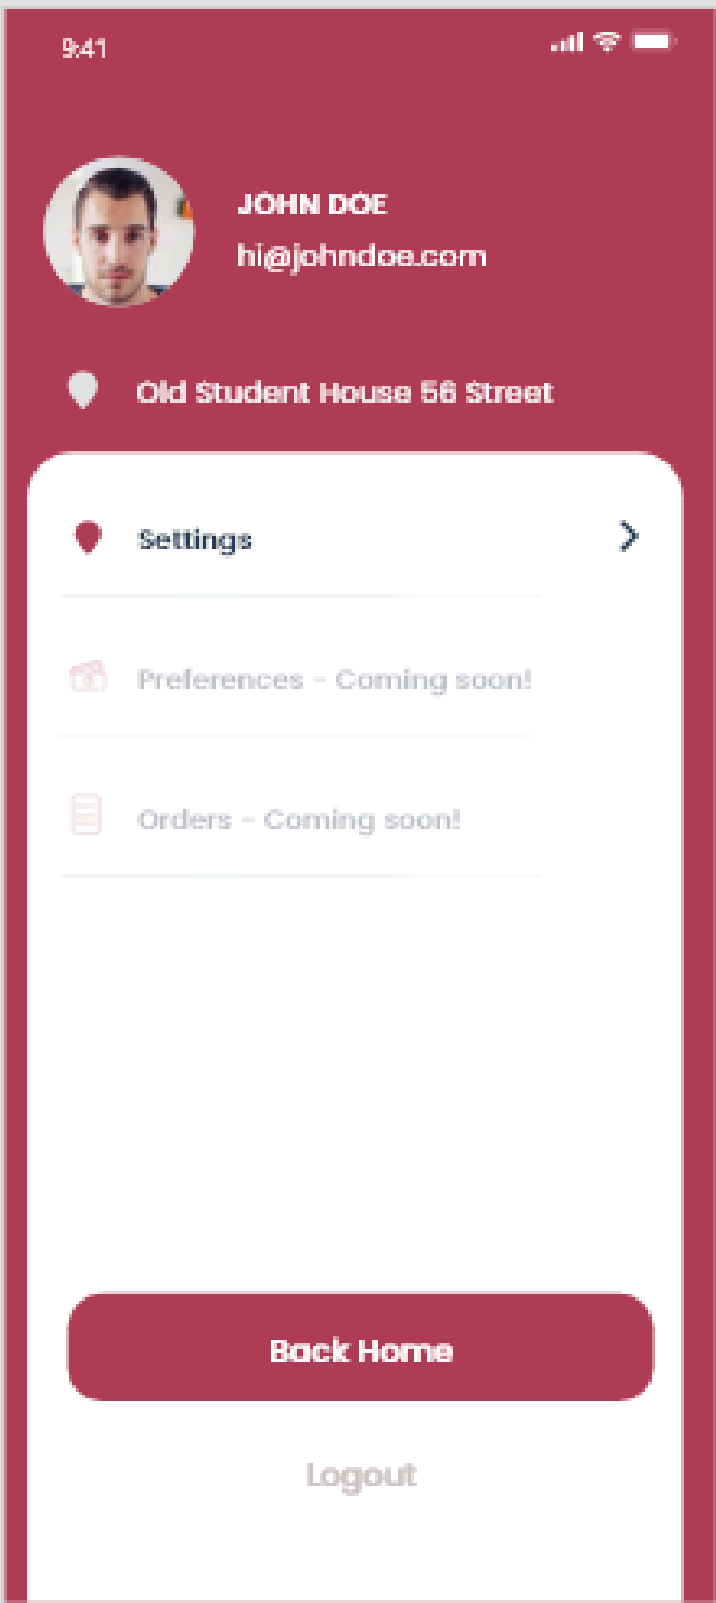 9:41
JOHN DOE
hi@johndoe.com
Old Student House 56 Street
Settings
Preferences - Coming soon!
Orders - Coming soon!
Back Home
Logout